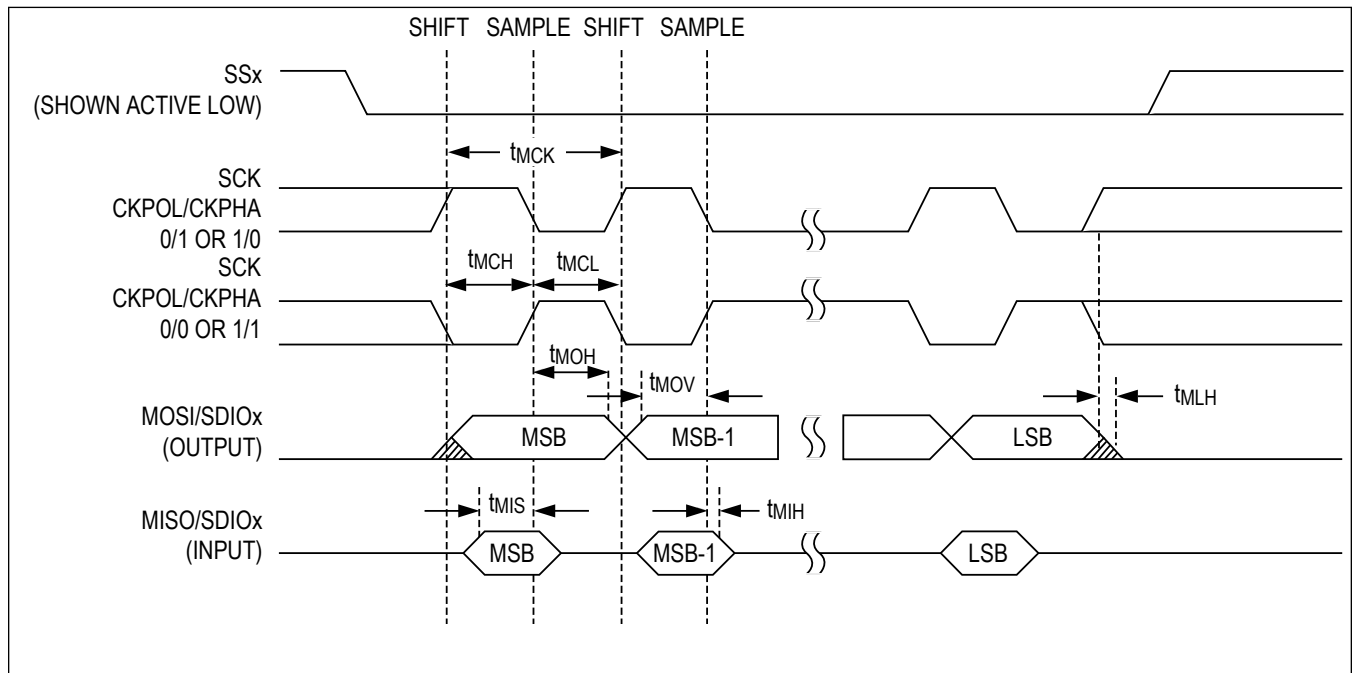 SHIFT SAMPLE SHIFT SAMPLE
SSx
(SHOWN ACTIVE LOW)
tMCK
SCK
CKPOL/CKPHA
0/1 OR 1/0
tMCH tMCL
SCK
CKPOL/CKPHA
0/0 OR 1/1
tMOH
tMOV
tMLH
MOSI/SDIOx
(OUTPUT)
MSB MSB-1 LSB
tMIS
tMIH
MISO/SDIOx
(INPUT)
MSB MSB-1 LSB